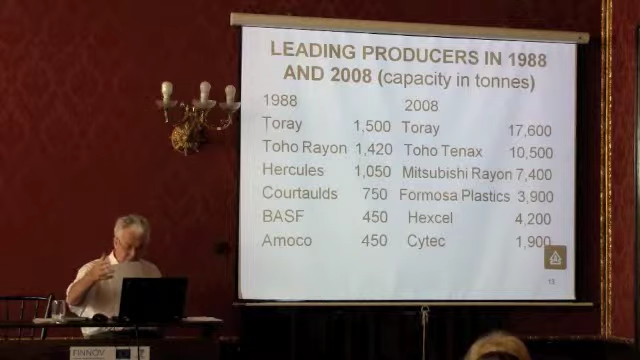 LEADING PRODUCERS IN 1988
AND 2008 (capacity in tonnes)
1988 2008
Toray 1,500 Toray 17,600
Toho Rayon 1,420 Toho Tenax 10,500
Hercules 1,050 Mitsubishi Rayon 7,400
Courtaulds 750 Formosa Plastics 3,900
BASF 450 Hexcel 4,200
Amoco 450 Cytec 1,900
13
FINNOV